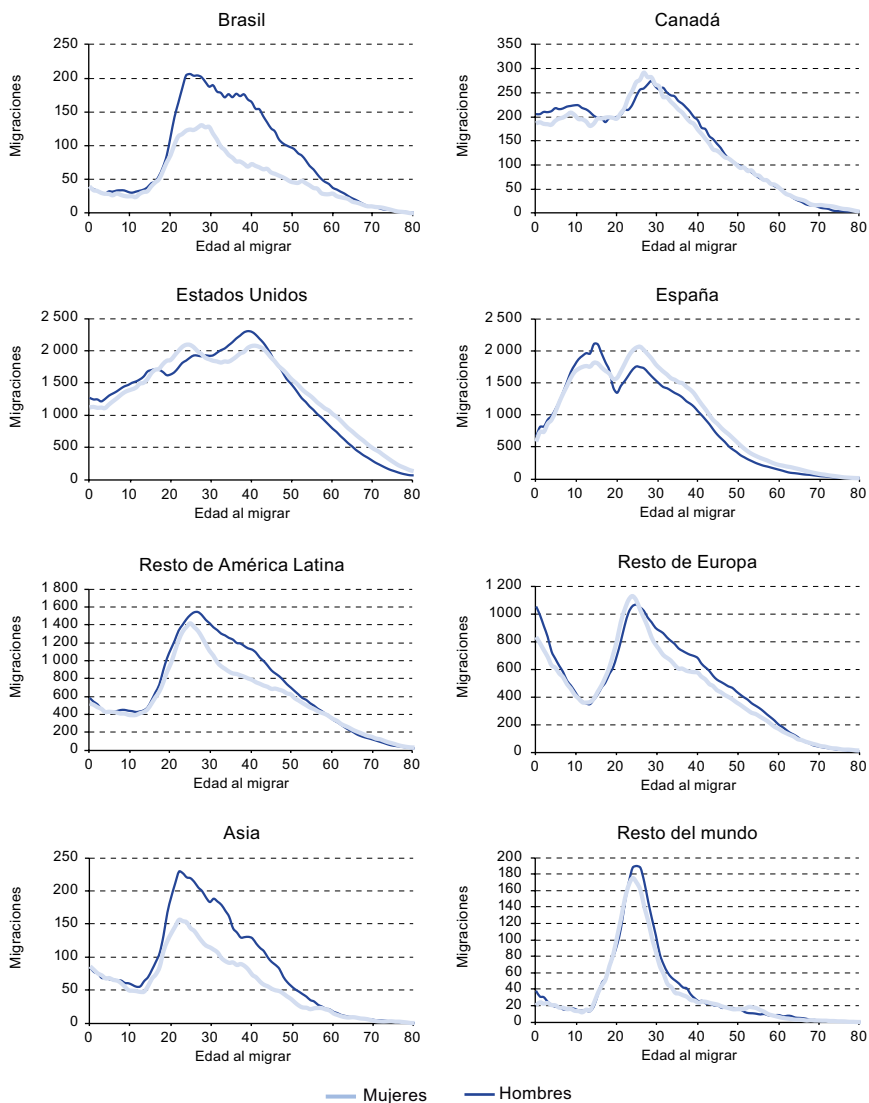 Brasil
Migraciones
250
200
150
100
50
0
0 10 20 30 40 50 60 70 80
Edad al migrar
Canadá
Migraciones
350
300
250
200
150
100
50
0
0 10 20 30 40 50 60 70 80
Edad al migrar
Estados Unidos
Migraciones
2 500
2 000
1 500
1 000
500
0
0 10 20 30 40 50 60 70 80
Edad al migrar
España
Migraciones
2 500
2 000
1 500
1 000
500
0
0 10 20 30 40 50 60 70 80
Edad al migrar
Resto de América Latina
Migraciones
1 800
1 600
1 400
1 200
1 000
800
600
400
200
0
0 10 20 30 40 50 60 70 80
Edad al migrar
Resto de Europa
Migraciones
1 200
1000
800
600
400
200
0
0 10 20 30 40 50 60 70 80
Edad al migrar
Asia
Migraciones
250
200
150
100
50
0
0 10 20 30 40 50 60 70 80
Edad al migrar
Resto del mundo
Migraciones
200
180
160
140
120
100
80
60
40
20
0
0 10 20 30 40 50 60 70 80
Edad al migrar
Mujeres Hombres